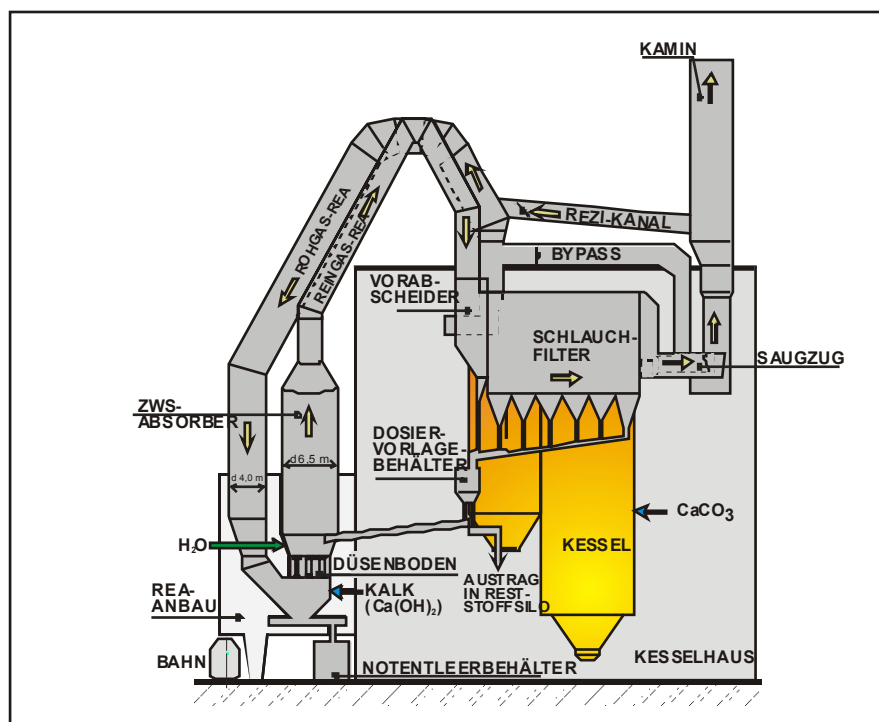 KAMIN
ROHGAS-REA
REINGAS-REA
REZI-KANAL
BYPASS
VORAB-
SCHEIDER
SCHLAUCH-
FILTER
SAUGZUG
ZWS-
ABSORBER
DOSIER-
VORLAGE-
BEHÄLTER
d 4,0 m
d 6,5 m
CaCO3
H2O
DÜSENBODEN
KESSEL
REA-
ANBAU
KALK
(Ca(OH)2)
AUSTRAG
IN REST-
STOFFSILO
BAHN
NOTENTLEERBEHÄLTER
KESSELHAUS